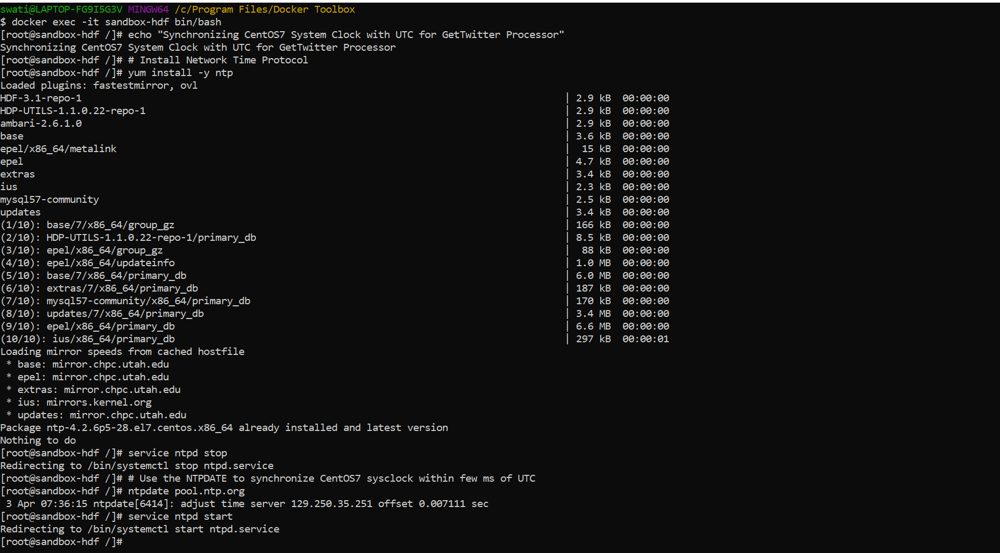 swati@LAPTOP-FG9I5G3V MINGW64 /c/Program Files/Docker Toolbox
$ docker exec -it sandbox-hdf bin/bash
[root@sandbox-hdf /]# echo "Synchronizing CentOS7 System Clock with UTC for GetTwitter Processor"
Synchronizing CentOS7 System Clock with UTC for GetTwitter Processor
[root@sandbox-hdf /]# # Install Network Time Protocol
[root@sandbox-hdf /]# yum install -y ntp
Loaded plugins: fastestmirror, ovl
HDF-3.1-repo-1 | 2.9 kB 00:00:00
HDP-UTILS-1.1.0.22-repo-1 | 2.9 kB 00:00:00
ambari-2.6.1.0 | 2.9 kB 00:00:00
base | 3.6 kB 00:00:00
epel/x86_64/metalink | 15 kB 00:00:00
epel | 4.7 kB 00:00:00
extras | 3.4 kB 00:00:00
ius | 2.3 kB 00:00:00
mysql57-community | 2.5 kB 00:00:00
updates | 3.4 kB 00:00:00
(1/10): base/7/x86_64/group_gz | 166 kB 00:00:00
(2/10): HDP-UTILS-1.1.0.22-repo-1/primary_db | 8.5 kB 00:00:00
(3/10): epel/x86_64/group_gz | 88 kB 00:00:00
(4/10): epel/x86_64/updateinfo | 1.0 MB 00:00:00
(5/10): base/7/x86_64/primary_db | 6.0 MB 00:00:00
(6/10): extras/7/x86_64/primary_db | 187 kB 00:00:00
(7/10): mysql57-community/x86_64/primary_db | 170 kB 00:00:00
(8/10): updates/7/x86_64/primary_db | 3.4 MB 00:00:00
(9/10): epel/x86_64/primary_db | 6.6 MB 00:00:00
(10/10): ius/x86_64/primary_db | 297 kB 00:00:01
Loading mirror speeds from cached hostfile
* base: mirror.chpc.utah.edu
* epel: mirror.chpc.utah.edu
* extras: mirror.chpc.utah.edu
* ius: mirrors.kernel.org
* updates: mirror.chpc.utah.edu
Package ntp-4.2.6p5-28.el7.centos.x86_64 already installed and latest version
Nothing to do
[root@sandbox-hdf /]# service ntpd stop
Redirecting to /bin/systemctl stop ntpd.service
[root@sandbox-hdf /]# # Use the NTPDATE to synchronize CentOS7 sysclock within few ms of UTC
[root@sandbox-hdf /]# ntpdate pool.ntp.org
3 Apr 07:36:15 ntpdate[6414]: adjust time server 129.250.35.251 offset 0.007111 sec
[root@sandbox-hdf /]# service ntpd start
Redirecting to /bin/systemctl start ntpd.service
[root@sandbox-hdf /]#